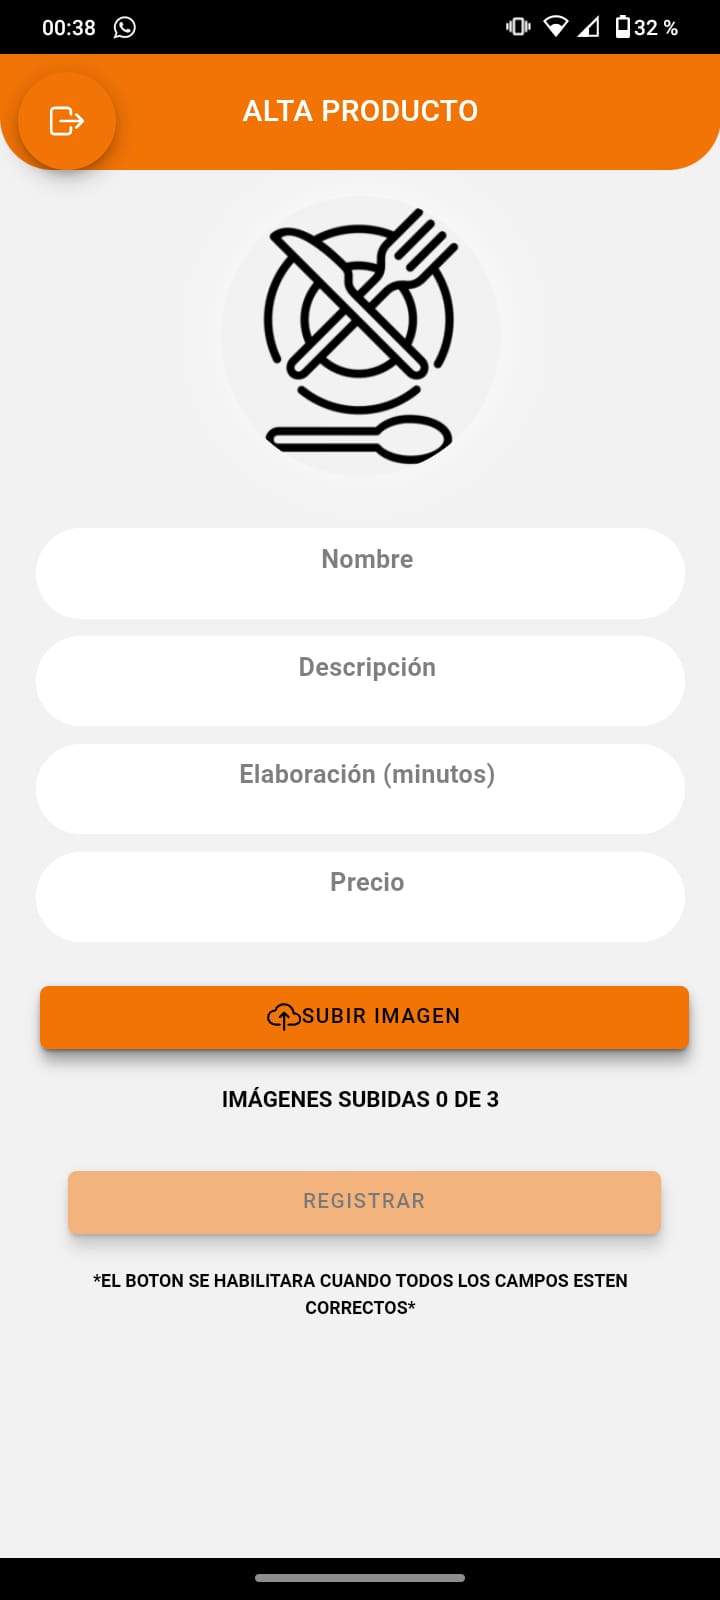 00:38
32 %
ALTA PRODUCTO
Nombre
Descripción
Elaboración (minutos)
Precio
SUBIR IMAGEN
IMÁGENES SUBIDAS 0 DE 3
REGISTRAR
*EL BOTON SE HABILITARA CUANDO TODOS LOS CAMPOS ESTEN
CORRECTOS*